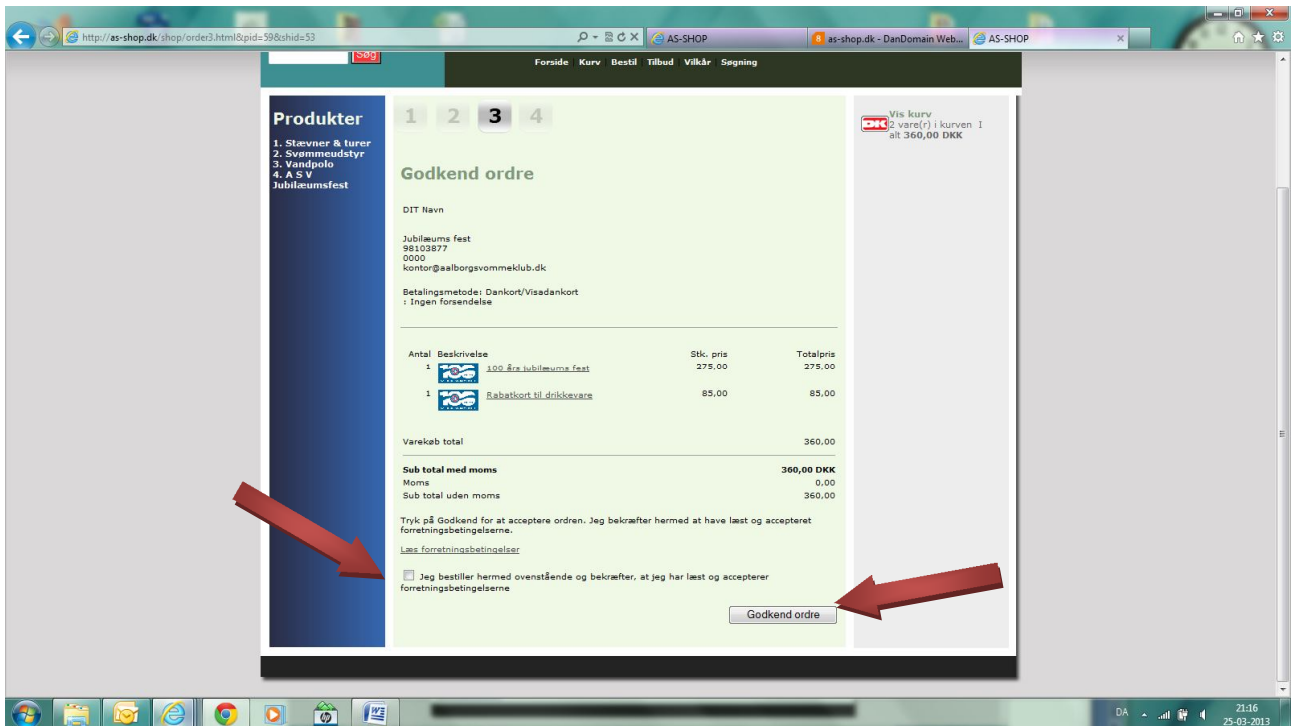 http://as-shop.dk/shop/order3.html&pid=59&shid=53
AS-SHOP
as-shop.dk - DanDomain Web...
AS-SHOP
Søg
Forside Kurv Bestil Tilbud Vilkår Søgning
Produkter
1. Stævner & turer
2. Svømmeudstyr
3. Vandpolo
4. A S V
Jubilæumsfest
1 2 3 4
Vis kurv
2 vare(r) i kurven I
alt 360,00 DKK
Godkend ordre
DIT Navn
Jubilæums fest
98103877
0000
kontor@aalborgsvommeklub.dk
Betalingsmetode: Dankort/Visadankort
: Ingen forsendelse
Antal Beskrivelse Stk. pris Totalpris
1 100 års jubilæums fest 275,00 275,00
1 Rabatkort til drikkevare 85,00 85,00
Varekøb total 360,00
Sub total med moms 360,00 DKK
Moms 0,00
Sub total uden moms 360,00
Tryk på Godkend for at acceptere ordren. Jeg bekræfter hermed at have læst og accepteret
forretningsbetingelserne.
Læs forretningsbetingelser
Jeg bestiller hermed ovenstående og bekræfter, at jeg har læst og accepterer
forretningsbetingelserne
Godkend ordre
DA
21:16
25-03-2013